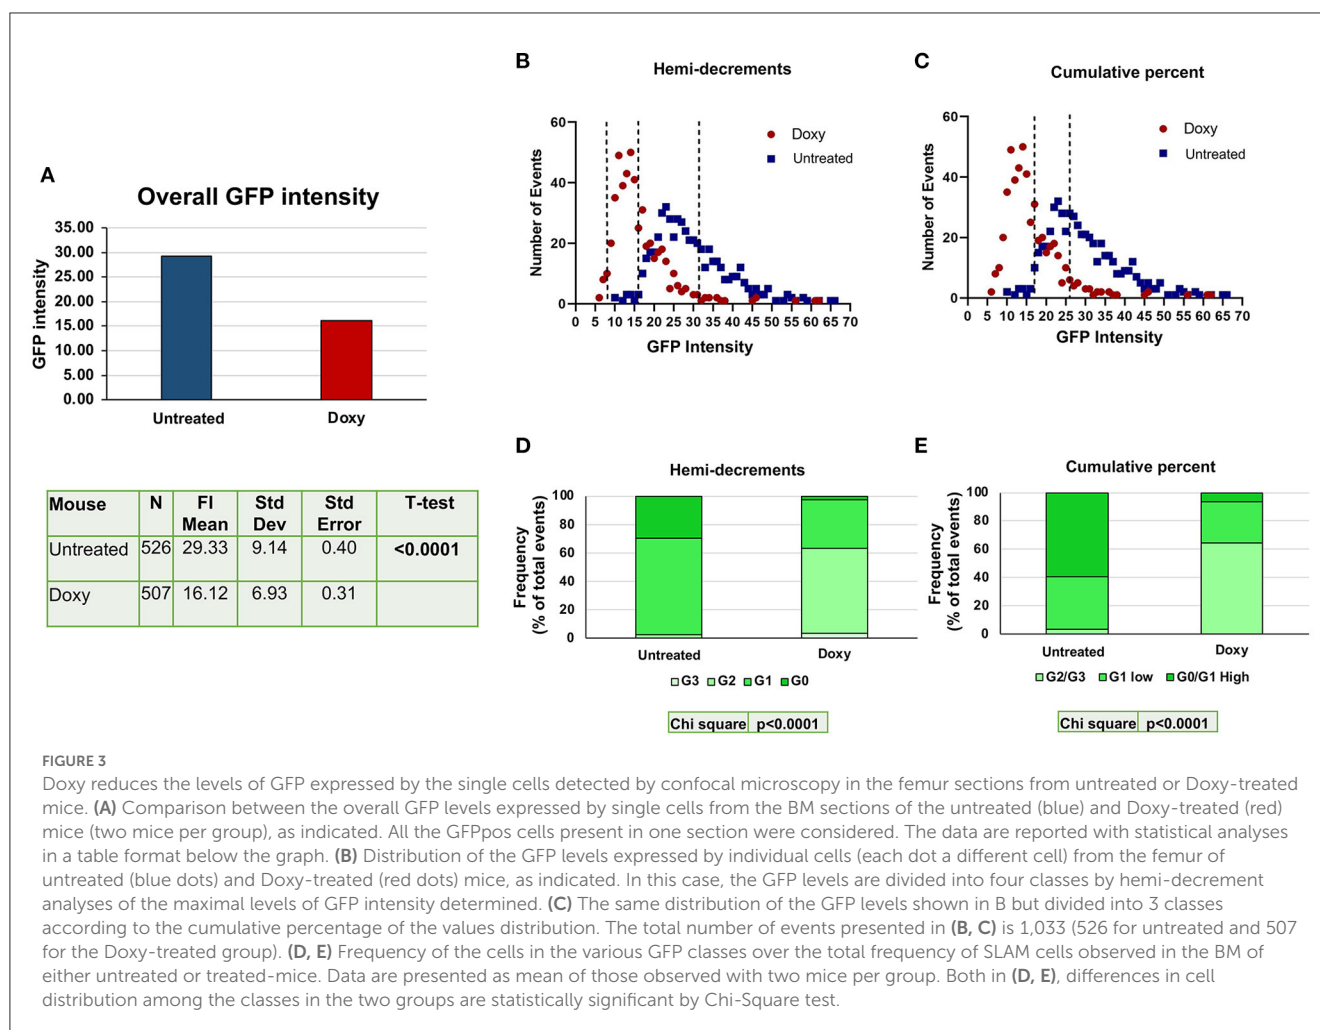 A
Overall GFP intensity
GFP intensity
35.00
30.00
25.00
20.00
15.00
10.00
5.00
0.00
Untreated Doxy
Mouse N FI Mean Std Dev Std Error T-test
Untreated 526 29.33 9.14 0.40 <0.0001
Doxy 507 16.12 6.93 0.31
B
Hemi-decrements
Number of Events
60
40
20
0
Doxy
Untreated
0 5 10 15 20 25 30 35 40 45 50 55 60 65 70
GFP Intensity
C
Cumulative percent
Number of Events
60
40
20
0
Doxy
Untreated
0 5 10 15 20 25 30 35 40 45 50 55 60 65 70
GFP Intensity
D
Hemi-decrements
Frequency
(% of total events)
100
80
60
40
20
0
Untreated Doxy
G3 G2 G1 G0
Chi square p<0.0001
E
Cumulative percent
Frequency
(% of total events)
100
80
60
40
20
0
Untreated Doxy
G2/G3 G1 low G0/G1 High
Chi square p<0.0001
FIGURE 3
Doxy reduces the levels of GFP expressed by the single cells detected by confocal microscopy in the femur sections from untreated or Doxy-treated
mice. (A) Comparison between the overall GFP levels expressed by single cells from the BM sections of the untreated (blue) and Doxy-treated (red)
mice (two mice per group), as indicated. All the GFPpos cells present in one section were considered. The data are reported with statistical analyses
in a table format below the graph. (B) Distribution of the GFP levels expressed by individual cells (each dot a different cell) from the femur of
untreated (blue dots) and Doxy-treated (red dots) mice, as indicated. In this case, the GFP levels are divided into four classes by hemi-decrement
analyses of the maximal levels of GFP intensity determined. (C) The same distribution of the GFP levels shown in B but divided into 3 classes
according to the cumulative percentage of the values distribution. The total number of events presented in (B, C) is 1,033 (526 for untreated and 507
for the Doxy-treated group). (D, E) Frequency of the cells in the various GFP classes over the total frequency of SLAM cells observed in the BM of
either untreated or treated-mice. Data are presented as mean of those observed with two mice per group. Both in (D, E), differences in cell
distribution among the classes in the two groups are statistically significant by Chi-Square test.